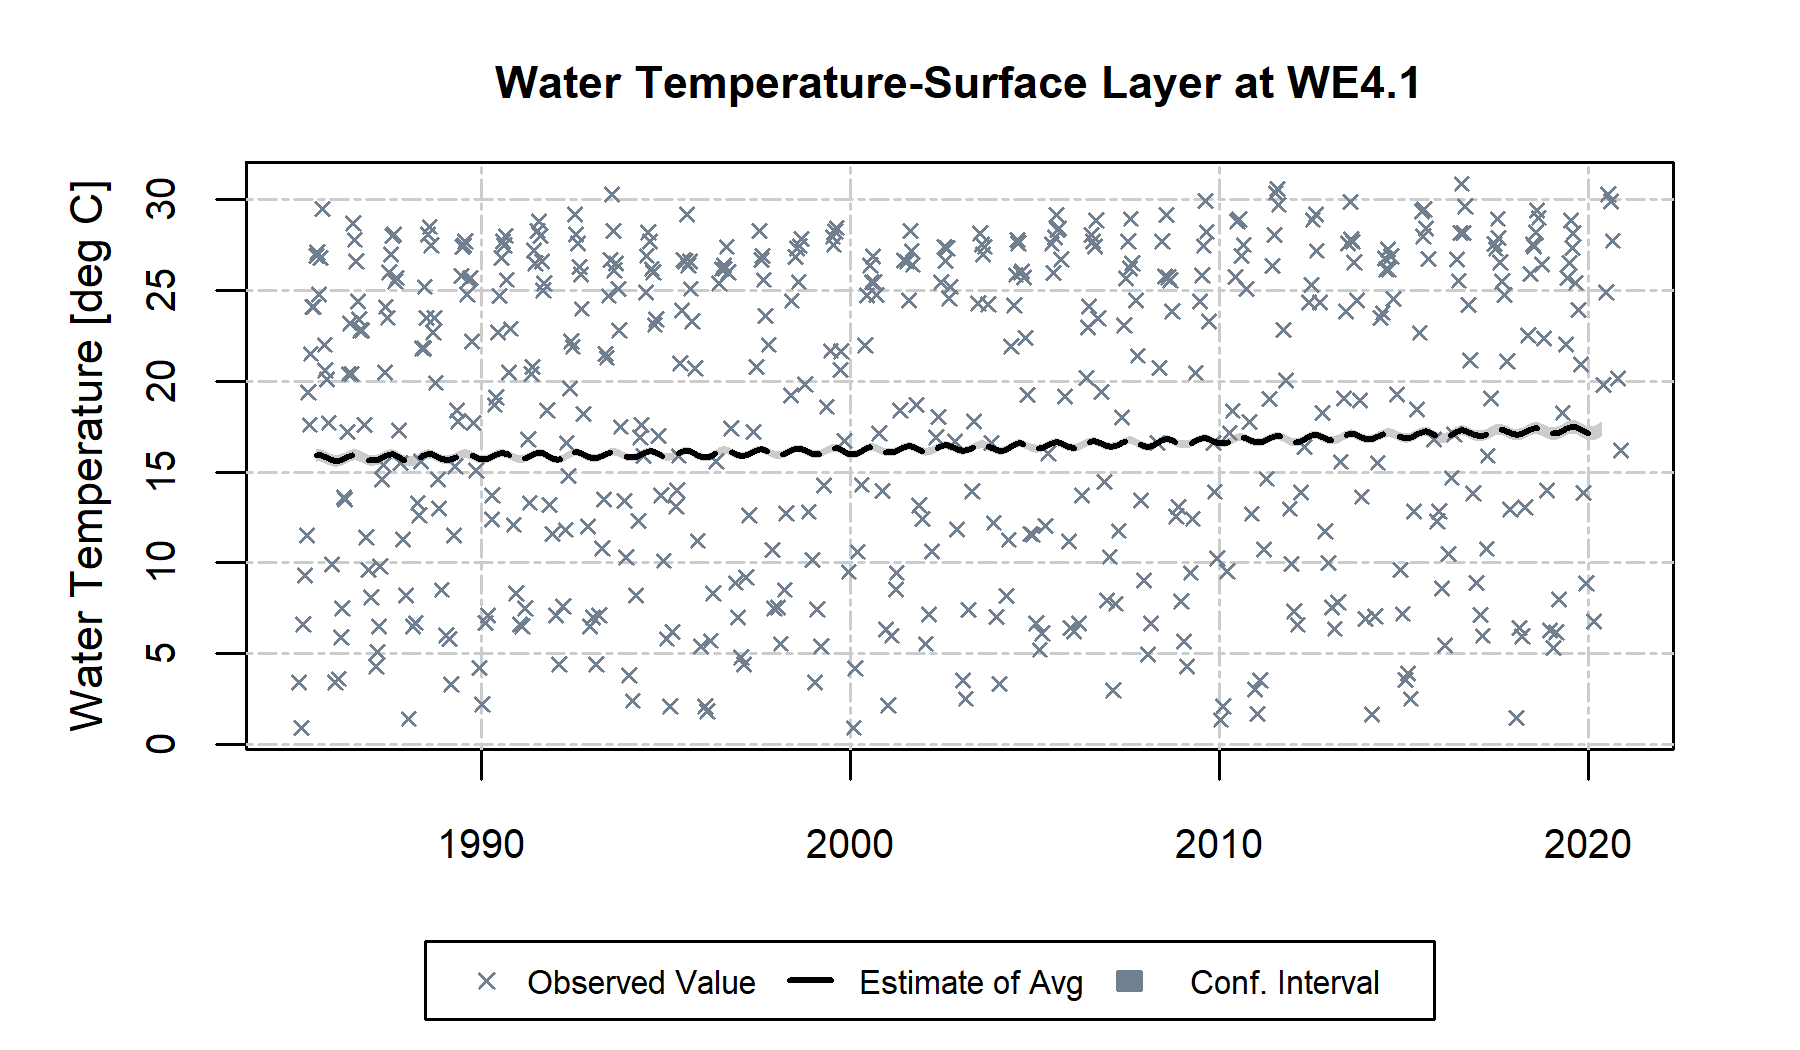 Water Temperature-Surface Layer at WE4.1
Water Temperature [deg C]
30
25
20
15
10
5
0
1990 2000 2010 2020
Observed Value Estimate of Avg Conf. Interval